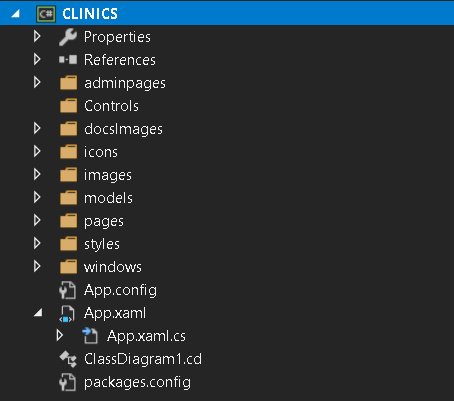 C# CLINICS
Properties
References
adminpages
Controls
docsImages
icons
images
models
pages
styles
windows
App.config
App.xaml
App.xaml.cs
ClassDiagram1.cd
packages.config